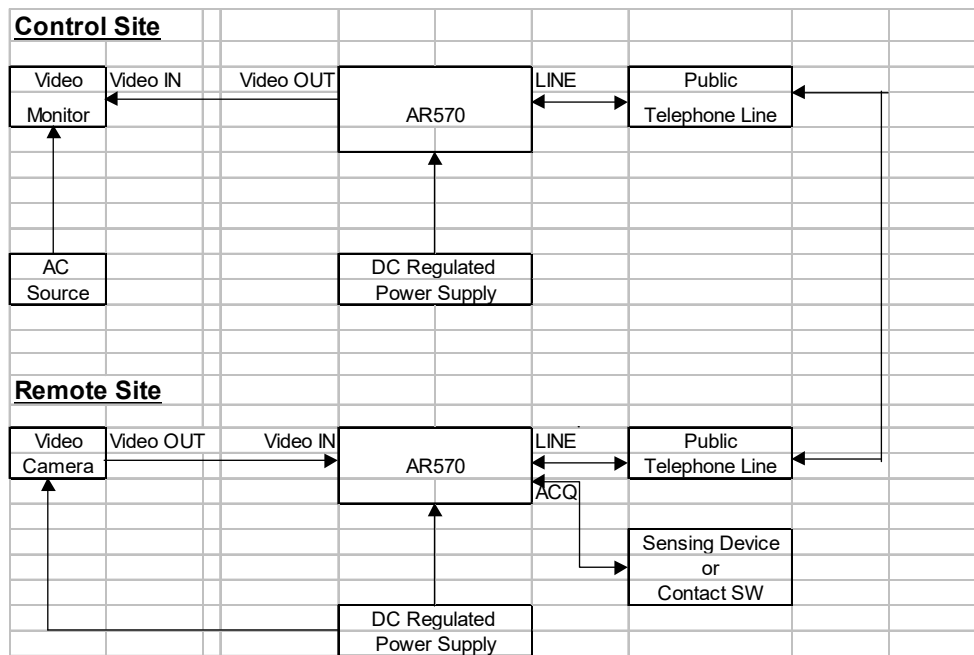 Control Site
Video Video IN Video OUT LINE Public
Monitor AR570 Telephone Line
AC DC Regulated
Source Power Supply
Remote Site
Video Video OUT Video IN LINE Public
Camera AR570 Telephone Line
ACQ
Sensing Device
or
Contact SW
DC Regulated
Power Supply